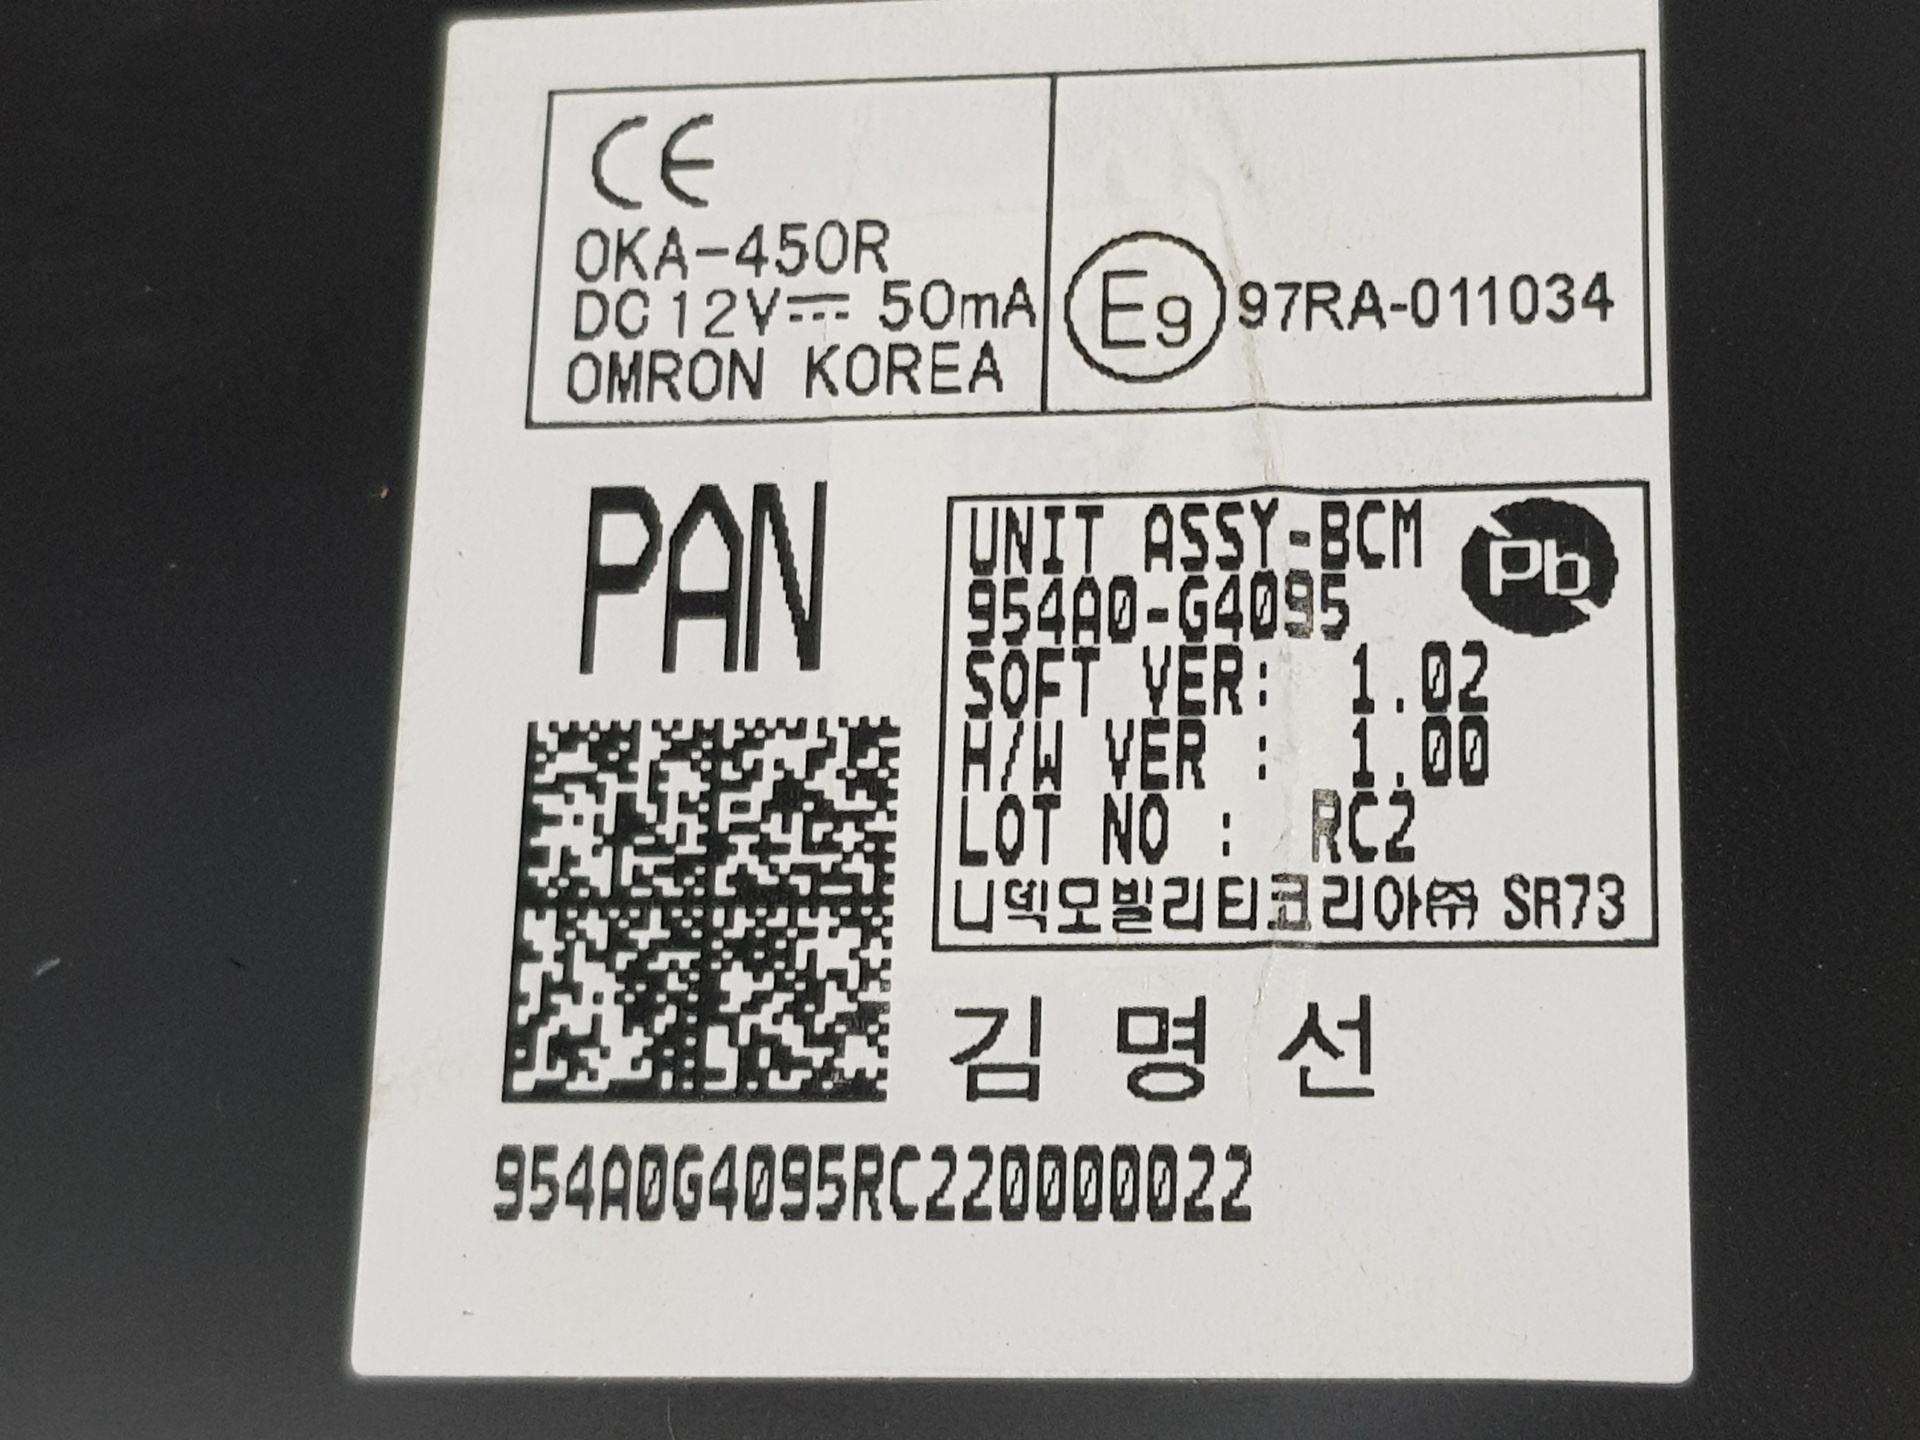 CE
OKA-450R
DC 12V⎓ 50mA
OMRON KOREA
E9 97RA-011034
PAN
UNIT ASSY-BCM
Pb
954A0-G4095
SOFT VER: 1.02
H/W VER : 1.00
LOT NO : RC2
니덱모빌리티코리아㈜ SR73
김 명 선
954A0G4095RC220000022